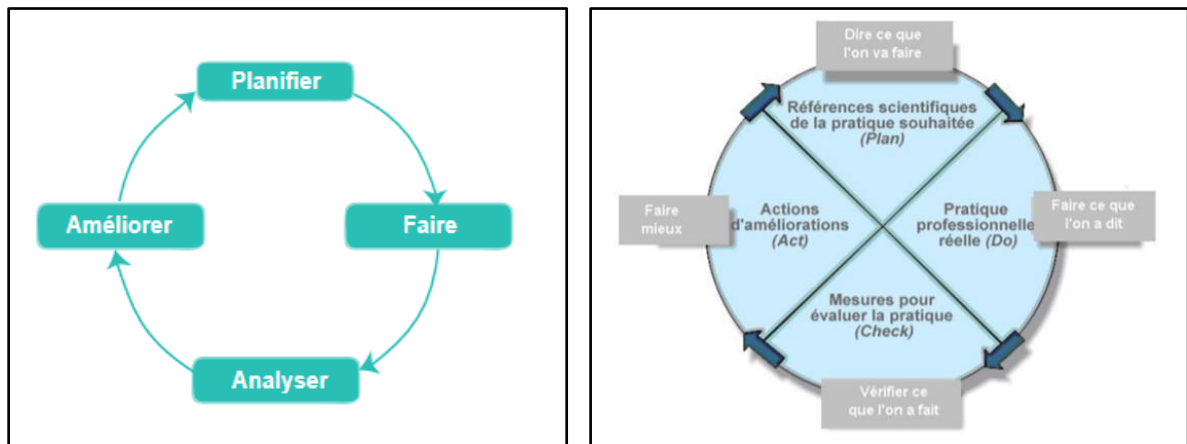 Planifier
Faire
Analyser
Améliorer
Dire ce que
l'on va faire
Références scientifiques
de la pratique souhaitée
(Plan)
Pratique
professionnelle
réelle (Do)
Faire ce que
l'on a dit
Mesures pour
évaluer la pratique
(Check)
Vérifier ce
que l'on a fait
Actions
d'améliorations
(Act)
Faire
mieux